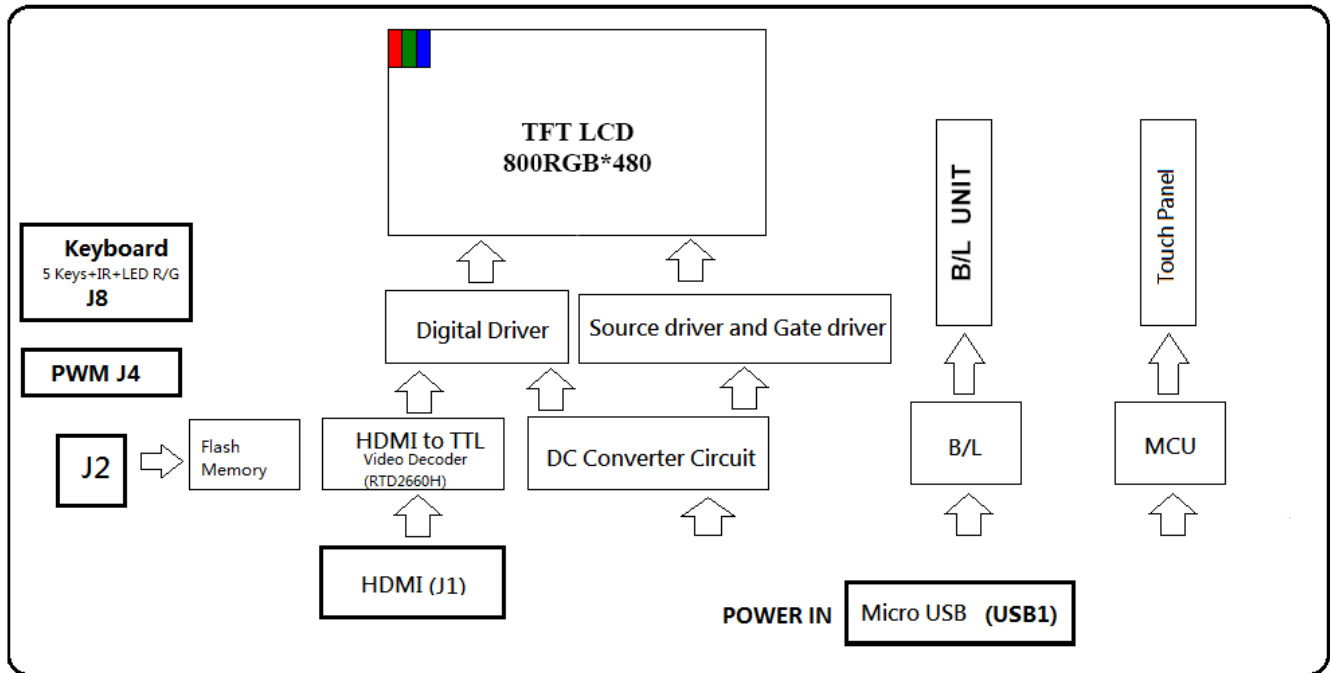 TFT LCD
800RGB*480
B/L UNIT
Touch Panel
Keyboard
5 Keys+IR+LED R/G
J8
Digital Driver
Source driver and Gate driver
PWM J4
J2
Flash
Memory
HDMI to TTL
Video Decoder
(RTD2660H)
DC Converter Circuit
B/L
MCU
HDMI (J1)
POWER IN
Micro USB (USB1)